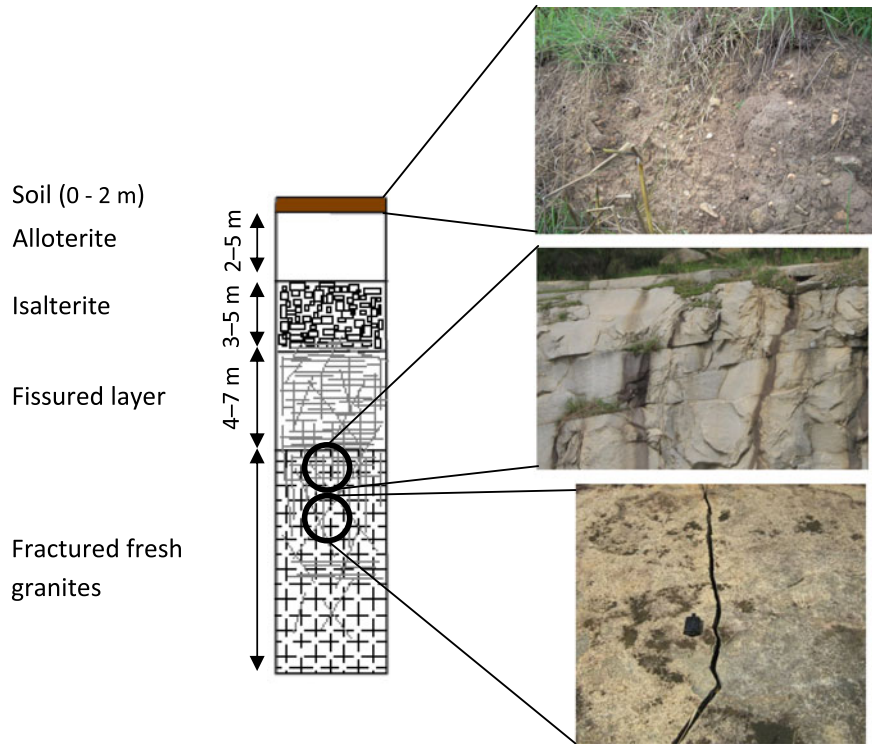 Soil (0 - 2 m)
Alloterite
2–5 m
Isalterite
3–5 m
Fissured layer
4–7 m
Fractured fresh
granites